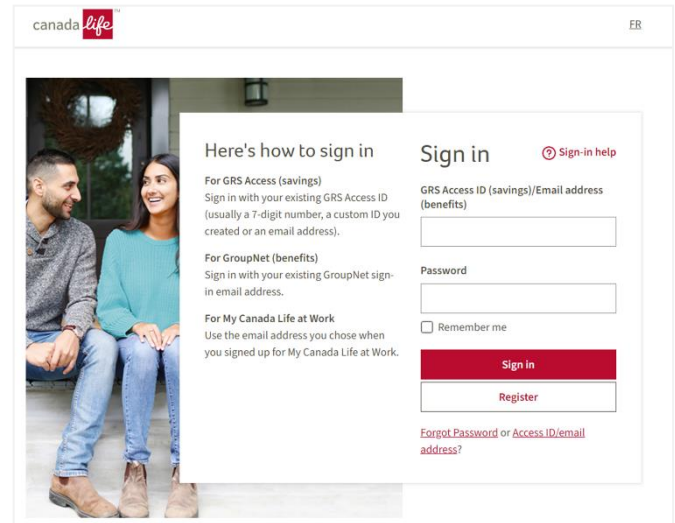 canada life™
FR
Here's how to sign in
For GRS Access (savings)
Sign in with your existing GRS Access ID
(usually a 7-digit number, a custom ID you
created or an email address).
For GroupNet (benefits)
Sign in with your existing GroupNet sign-
in email address.
For My Canada Life at Work
Use the email address you chose when
you signed up for My Canada Life at Work.
Sign in
? Sign-in help
GRS Access ID (savings)/Email address
(benefits)
Password
Remember me
Sign in
Register
Forgot Password or Access ID/email
address?